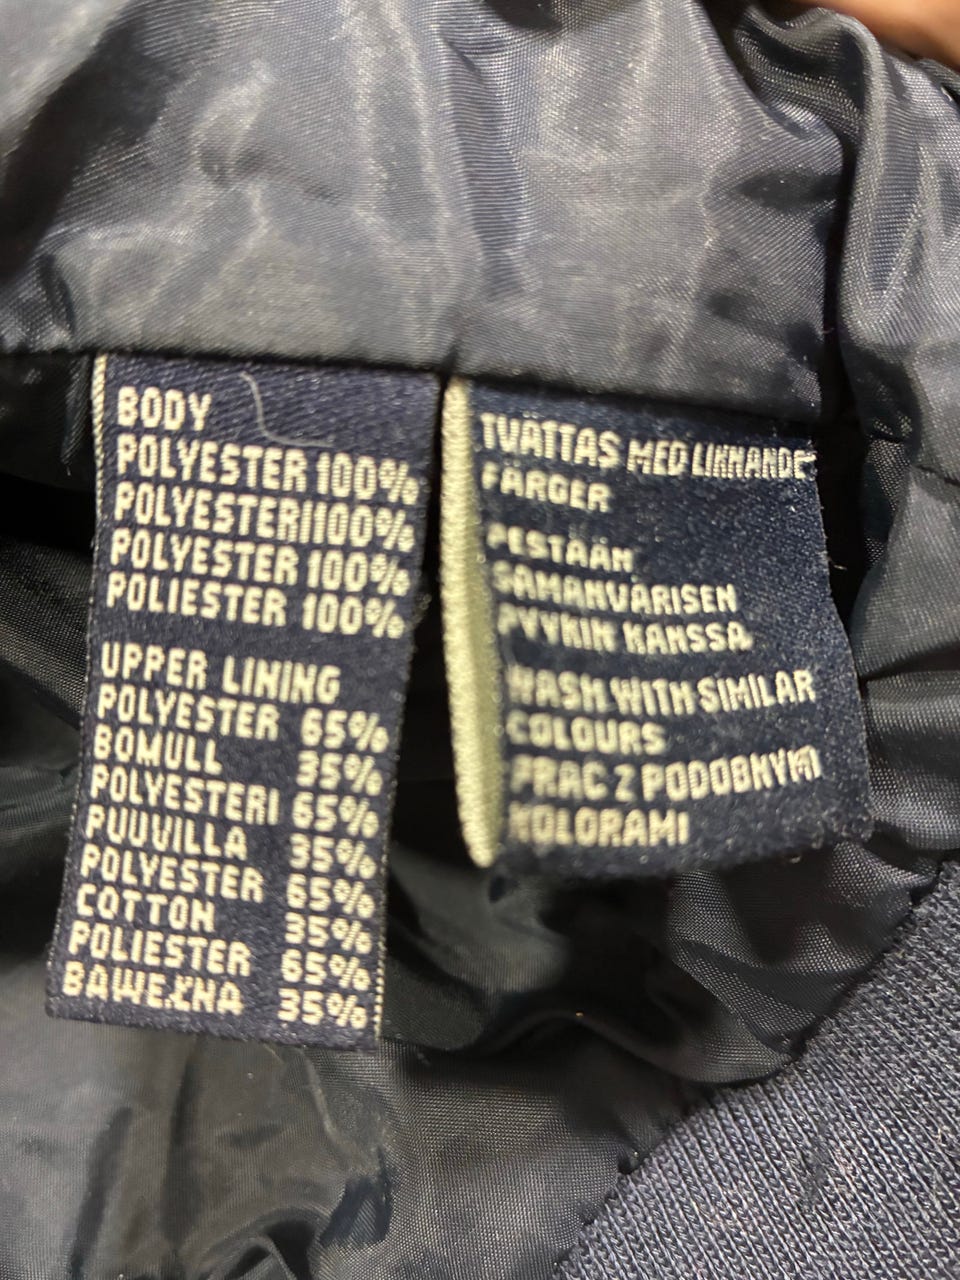 BODY
POLYESTER 100%
POLYESTERI100%
POLYESTER 100%
POLIESTER 100%
UPPER LINING
POLYESTER 65%
BOMULL 35%
POLYESTERI 65%
PUUVILLA 35%
POLYESTER 65%
COTTON 35%
POLIESTER 65%
BAWEŁNA 35%
TVÄTTAS MED LIKNANDE
FÄRGER
PESTÄÄN
SAMANVÄRISEN
PYYKIN KANSSA
WASH WITH SIMILAR
COLOURS
PRAĆ Z PODOBNYMI
KOLORAMI